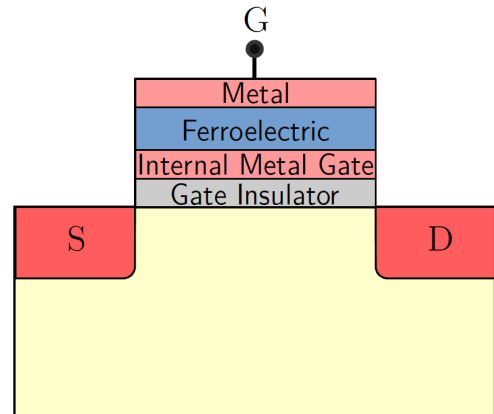 G
Metal
Ferroelectric
Internal Metal Gate
Gate Insulator
S
D